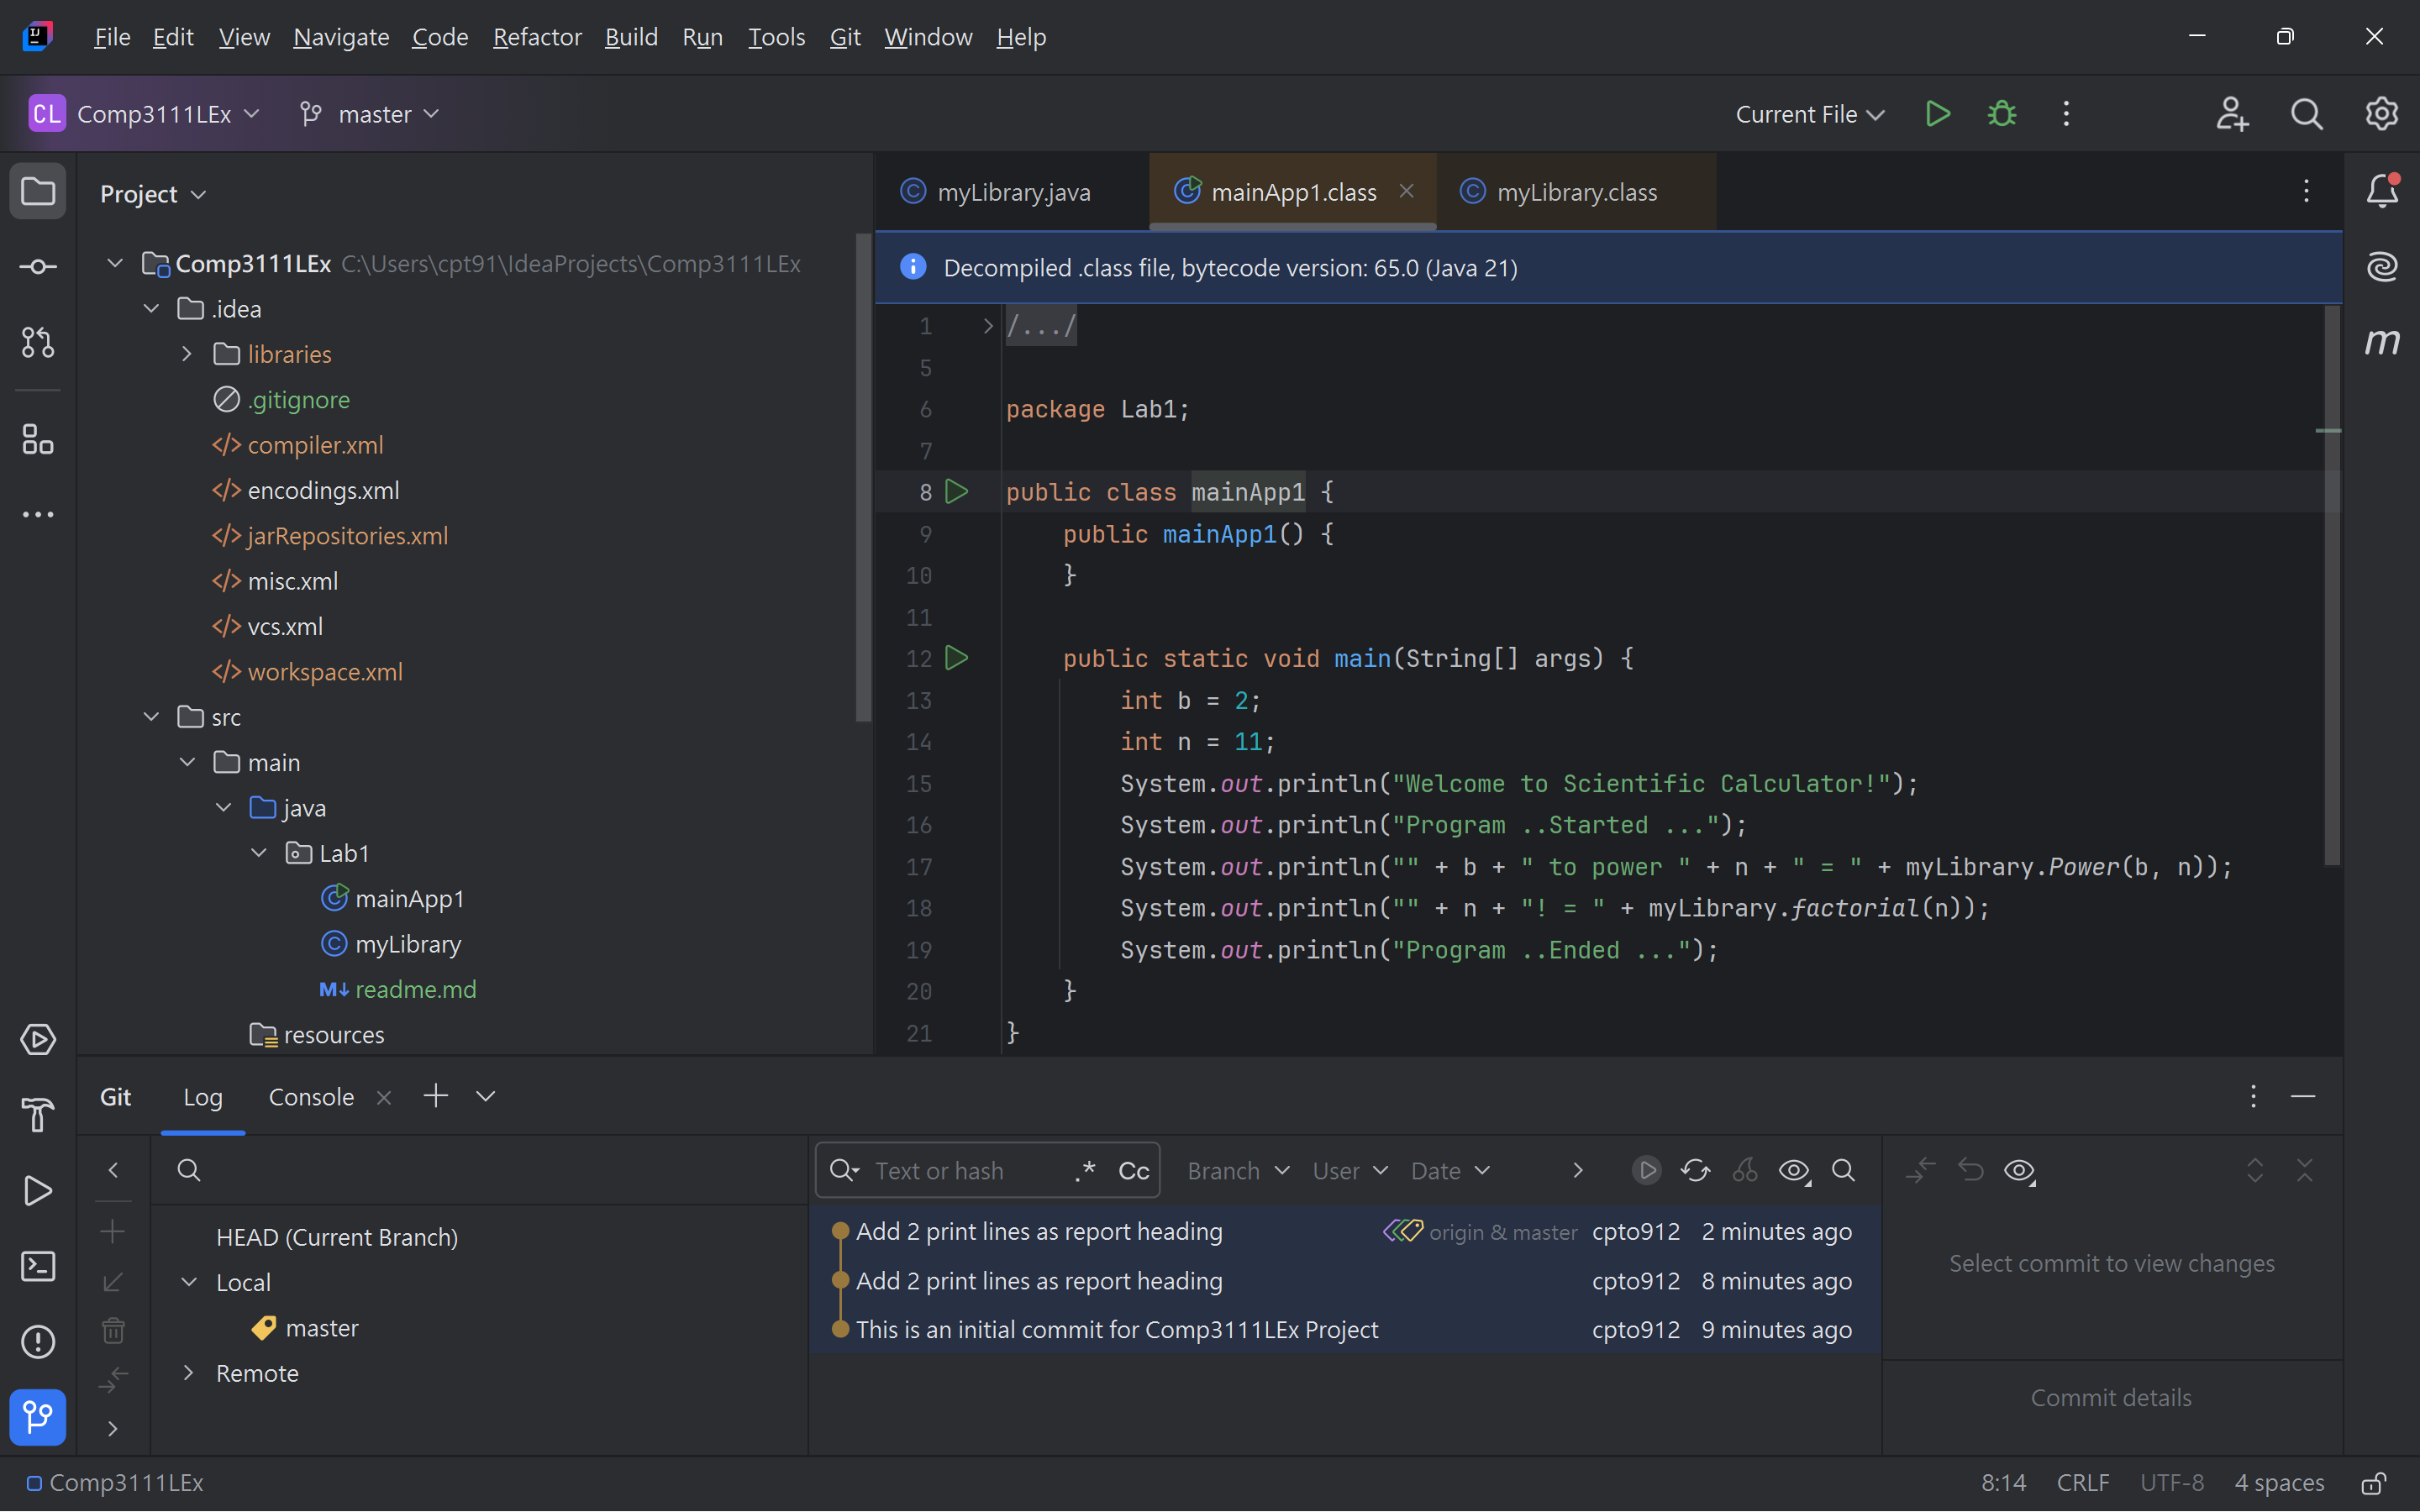 File Edit View Navigate Code Refactor Build Run Tools Git Window Help
CL Comp3111LEx master Current File
Project
myLibrary.java mainApp1.class myLibrary.class
Comp3111LEx C:\Users\cpt91\IdeaProjects\Comp3111LEx
.idea
libraries
.gitignore
compiler.xml
encodings.xml
jarRepositories.xml
misc.xml
vcs.xml
workspace.xml
src
main
java
Lab1
mainApp1
myLibrary
M↓ readme.md
resources
Decompiled .class file, bytecode version: 65.0 (Java 21)
1 /.../
5
6 package Lab1;
7
8 public class mainApp1 {
9 public mainApp1() {
10 }
11
12 public static void main(String[] args) {
13 int b = 2;
14 int n = 11;
15 System.out.println("Welcome to Scientific Calculator!");
16 System.out.println("Program ..Started ...");
17 System.out.println("" + b + " to power " + n + " = " + myLibrary.Power(b, n));
18 System.out.println("" + n + "! = " + myLibrary.factorial(n));
19 System.out.println("Program ..Ended ...");
20 }
21 }
m
Git Log Console
HEAD (Current Branch)
Local
master
Remote
Text or hash .* Cc Branch User Date
Add 2 print lines as report heading origin & master cpto912 2 minutes ago
Add 2 print lines as report heading cpto912 8 minutes ago
This is an initial commit for Comp3111LEx Project cpto912 9 minutes ago
Select commit to view changes
Commit details
Comp3111LEx 8:14 CRLF UTF-8 4 spaces